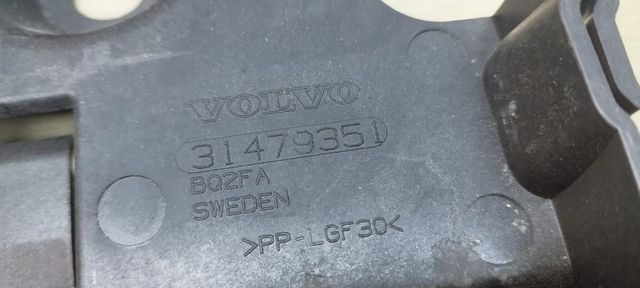 VOLVO
31479351
BQ2FA
SWEDEN
>PP-LGF30<